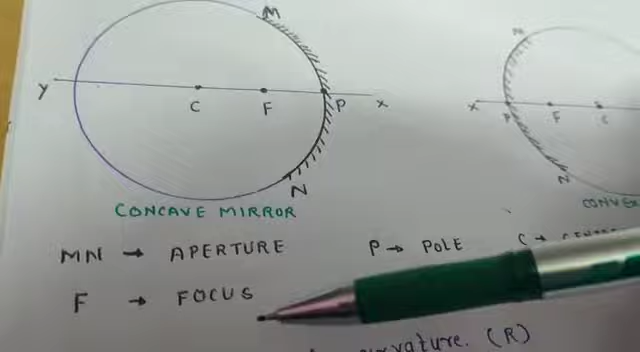 M
Y C F P X
N
CONCAVE MIRROR
M
X P F C
N
MN → APERTURE P → POLE C →
F → FOCUS
(R)